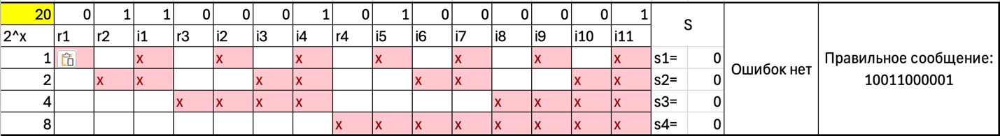 20 0 1 1 0 0 0 1 0 1 0 0 0 0 0 1 S Ошибок нет Правильное сообщение: 10011000001
2^x r1 r2 i1 r3 i2 i3 i4 r4 i5 i6 i7 i8 i9 i10 i11
1 x x x x x x x s1= 0
2 x x x x x x x x s2= 0
4 x x x x x x x x s3= 0
8 x x x x x x x x s4= 0